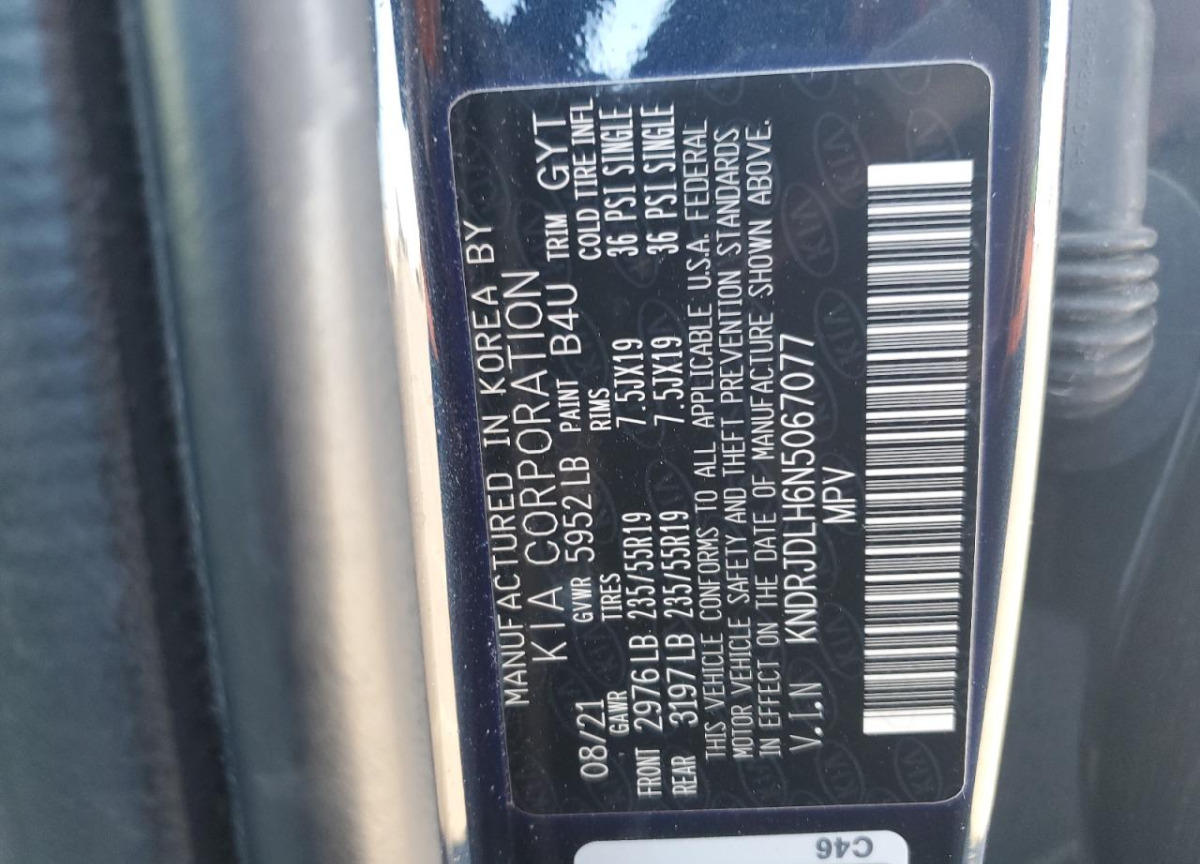 MANUFACTURED IN KOREA BY
KIA CORPORATION
08/21 GVWR 5952 LB PAINT B4U TRIM GYT
GAWR TIRES RIMS COLD TIRE INFL
FRONT 2976 LB 235/55R19 7.5JX19 36 PSI SINGLE
REAR 3197 LB 235/55R19 7.5JX19 36 PSI SINGLE
THIS VEHICLE CONFORMS TO ALL APPLICABLE U.S.A. FEDERAL
MOTOR VEHICLE SAFETY AND THEFT PREVENTION STANDARDS
IN EFFECT ON THE DATE OF MANUFACTURE SHOWN ABOVE.
V.I.N KNDRJDLH6N5067077
MPV
C46